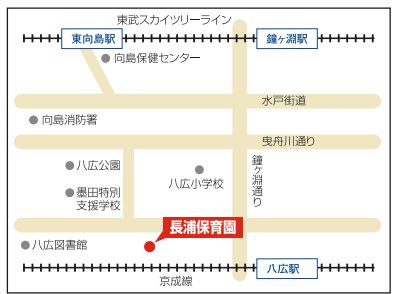 東武スカイツリーライン
東向島駅
鐘ヶ淵駅
向島保健センター
水戸街道
向島消防署
曳舟川通り
八広公園
八広小学校
鐘ヶ淵通り
墨田特別
支援学校
長浦保育園
八広図書館
八広駅
京成線